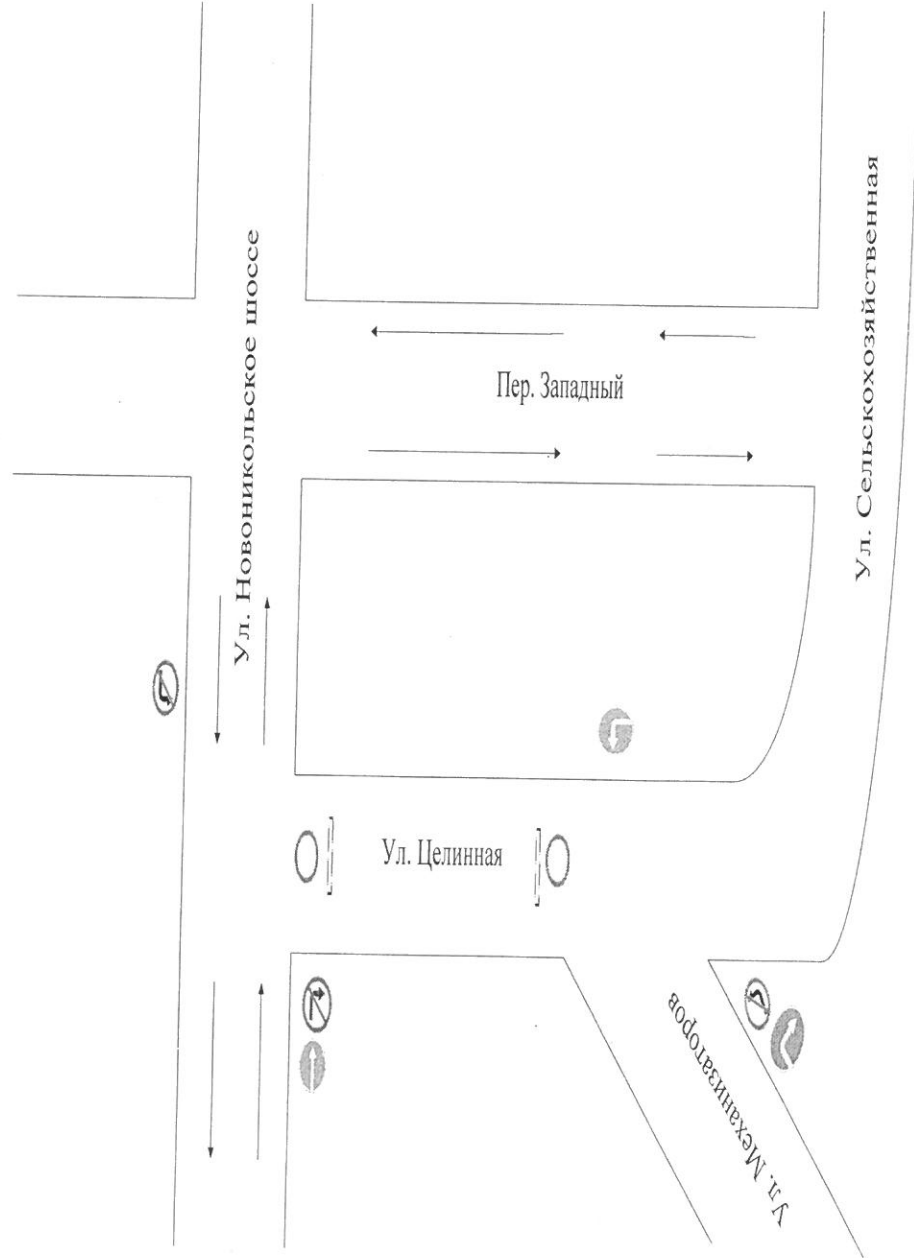 Ул. Новоникольское шоссе
Пер. Западный
Ул. Сельскохозяйственная
Ул. Целинная
Ул. Механизаторов